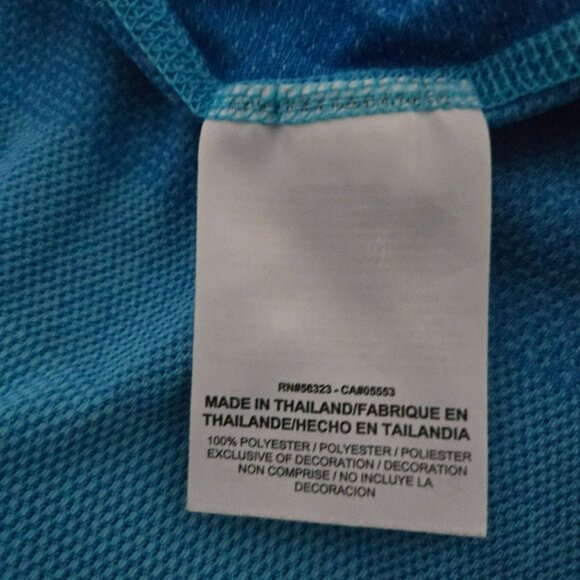 RN#56323 - CA#05553
MADE IN THAILAND/FABRIQUE EN
THAILANDE/HECHO EN TAILANDIA
100% POLYESTER / POLYESTER / POLIESTER
EXCLUSIVE OF DECORATION / DECORATION
NON COMPRISE / NO INCLUYE LA
DECORACION